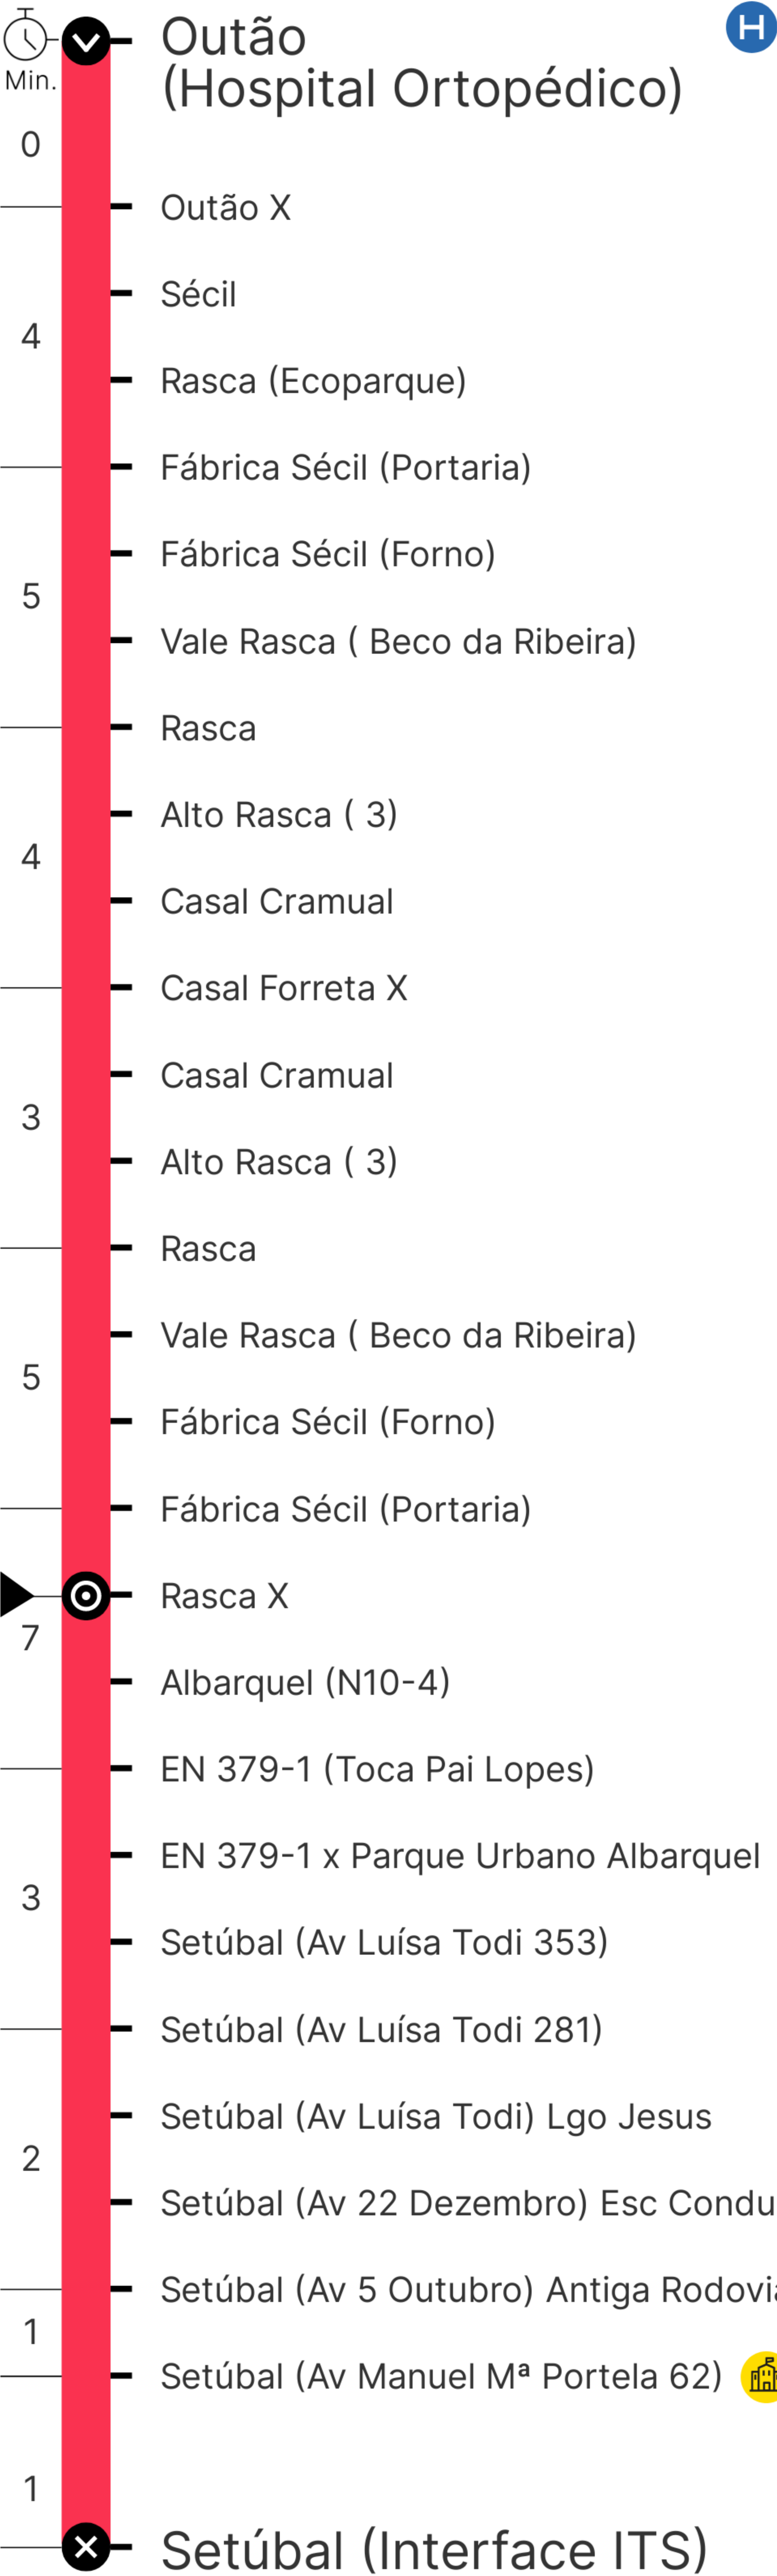 Outão
(Hospital Ortopédico)
H
Min.
0
Outão X
Sécil
4
Rasca (Ecoparque)
Fábrica Sécil (Portaria)
Fábrica Sécil (Forno)
5
Vale Rasca ( Beco da Ribeira)
Rasca
Alto Rasca ( 3)
4
Casal Cramual
Casal Forreta X
Casal Cramual
3
Alto Rasca ( 3)
Rasca
Vale Rasca ( Beco da Ribeira)
5
Fábrica Sécil (Forno)
Fábrica Sécil (Portaria)
Rasca X
7
Albarquel (N10-4)
EN 379-1 (Toca Pai Lopes)
EN 379-1 x Parque Urbano Albarquel
3
Setúbal (Av Luísa Todi 353)
Setúbal (Av Luísa Todi 281)
Setúbal (Av Luísa Todi) Lgo Jesus
2
Setúbal (Av 22 Dezembro) Esc Condu
Setúbal (Av 5 Outubro) Antiga Rodovi
1
Setúbal (Av Manuel Mª Portela 62)
1
Setúbal (Interface ITS)